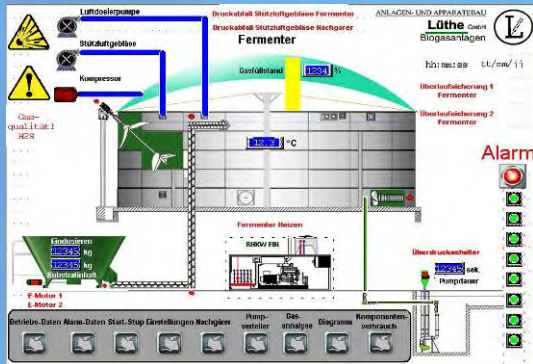 Luftdosierpumpe
Druckabfall Stützluftgebläse Fermenter
Druckabfall Stützluftgebläse Nachgärer
Fermenter
ANLAGEN- UND APPARATEBAU
Lüthe GmbH
Biogasanlagen
L
Stützluftgebläse
Kompressor
Gasfüllstand
1234 %
hh:mm:ss tt/mm/jj
Überlaufsicherung 1
Fermenter
Überlaufsicherung 2
Fermenter
Gas-
qualität!
H2S
12.3 °C
Alarm
Fermenter Heizen
BHKW EIN
Eindosieren
12345 kg
12345 kg
Substratinhalt
Überdruckschalter
12345 sek.
Pumpdauer
E-Motor 1
E-Motor 2
Betriebs-Daten Alarm-Daten Start-Stop Einstellungen Nachgärer Pump-verteiler Gas-annalyse Diagramm Komponenten-verbrauch